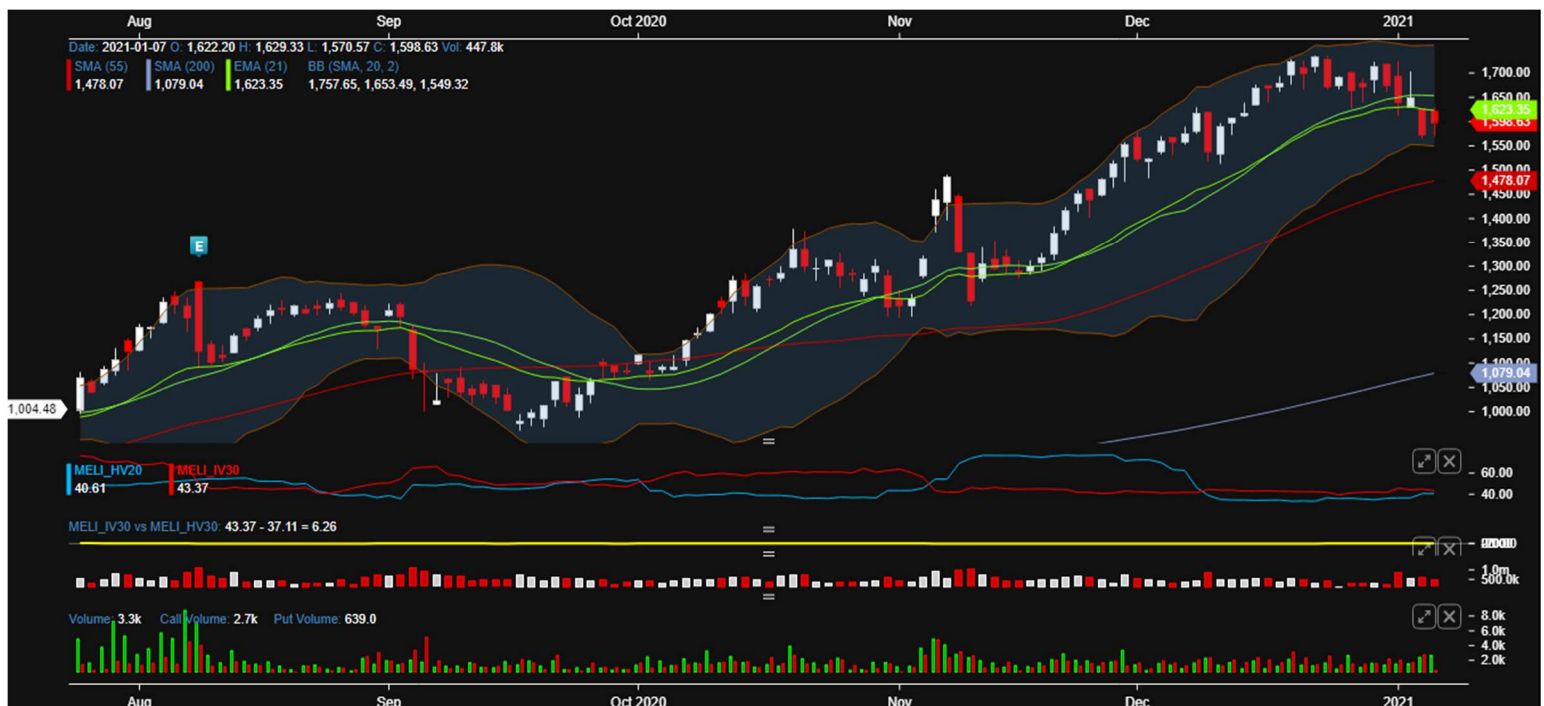 Aug Sep Oct 2020 Nov Dec 2021
Date: 2021-01-07 O: 1,622.20 H: 1,629.33 L: 1,570.57 C: 1,598.63 Vol: 447.8k
SMA (55) SMA (200) EMA (21) BB (SMA, 20, 2)
1,478.07 1,079.04 1,623.35 1,757.65, 1,653.49, 1,549.32
1,700.00
1,650.00
1,623.35
1,598.63
1,550.00
1,500.00
1,478.07
1,450.00
1,400.00
1,350.00
1,300.00
1,250.00
1,200.00
1,150.00
1,100.00
1,079.04
1,050.00
1,000.00
E
1,004.48
MELI_HV20 MELI_IV30
40.61 43.37
60.00
40.00
MELI_IV30 vs MELI_HV30: 43.37 - 37.11 = 6.26
1.0m
500.0k
Volume: 3.3k Call Volume: 2.7k Put Volume: 639.0
8.0k
6.0k
4.0k
2.0k
Aug Sep Oct 2020 Nov Dec 2021